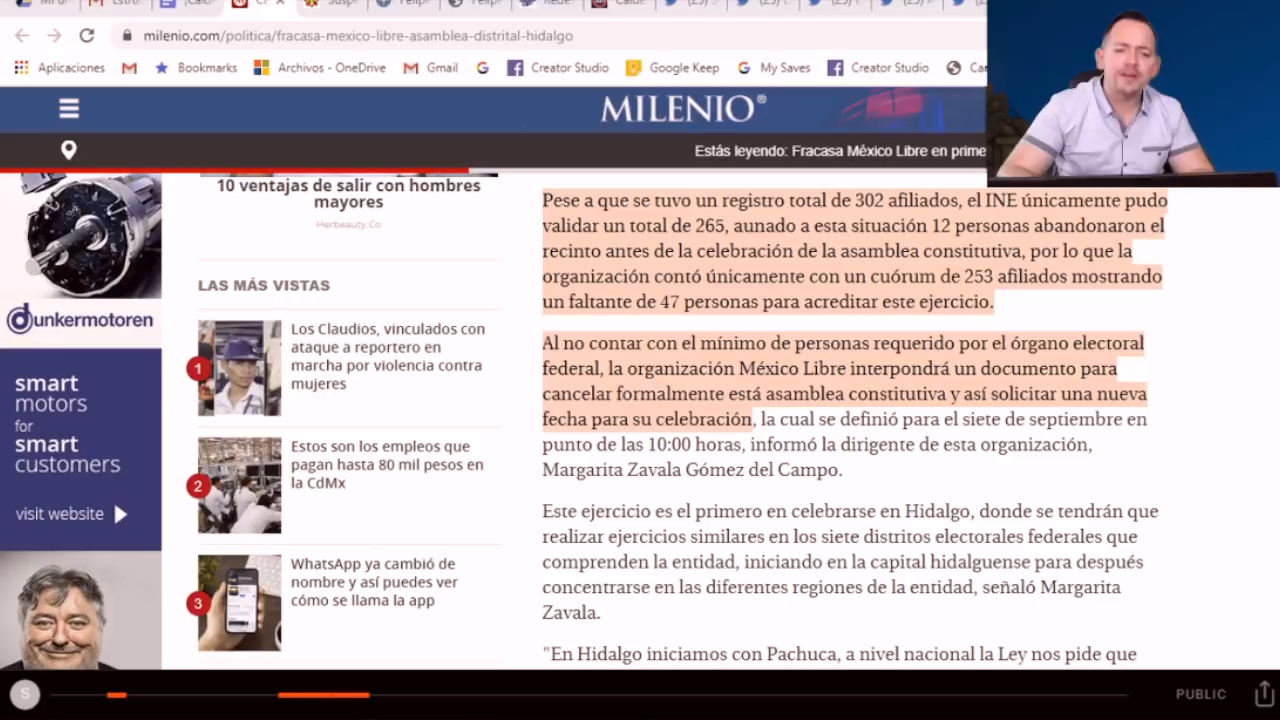 milenio.com/politica/fracasa-mexico-libre-asamblea-distrital-hidalgo
Aplicaciones
Bookmarks
Archivos - OneDrive
Gmail
Creator Studio
Google Keep
My Saves
Creator Studio
MILENIO®
Estás leyendo: Fracasa México Libre en prime
10 ventajas de salir con hombres
mayores
Herbeauty.Co
LAS MÁS VISTAS
1
Los Claudios, vinculados con
ataque a reportero en
marcha por violencia contra
mujeres
2
Estos son los empleos que
pagan hasta 80 mil pesos en
la CdMx
3
WhatsApp ya cambió de
nombre y así puedes ver
cómo se llama la app
dunkermotoren
smart
motors
for
smart
customers
visit website
Pese a que se tuvo un registro total de 302 afiliados, el INE únicamente pudo
validar un total de 265, aunado a esta situación 12 personas abandonaron el
recinto antes de la celebración de la asamblea constitutiva, por lo que la
organización contó únicamente con un cuórum de 253 afiliados mostrando
un faltante de 47 personas para acreditar este ejercicio.
Al no contar con el mínimo de personas requerido por el órgano electoral
federal, la organización México Libre interpondrá un documento para
cancelar formalmente está asamblea constitutiva y así solicitar una nueva
fecha para su celebración, la cual se definió para el siete de septiembre en
punto de las 10:00 horas, informó la dirigente de esta organización,
Margarita Zavala Gómez del Campo.
Este ejercicio es el primero en celebrarse en Hidalgo, donde se tendrán que
realizar ejercicios similares en los siete distritos electorales federales que
comprenden la entidad, iniciando en la capital hidalguense para después
concentrarse en las diferentes regiones de la entidad, señaló Margarita
Zavala.
"En Hidalgo iniciamos con Pachuca, a nivel nacional la Ley nos pide que
S
PUBLIC